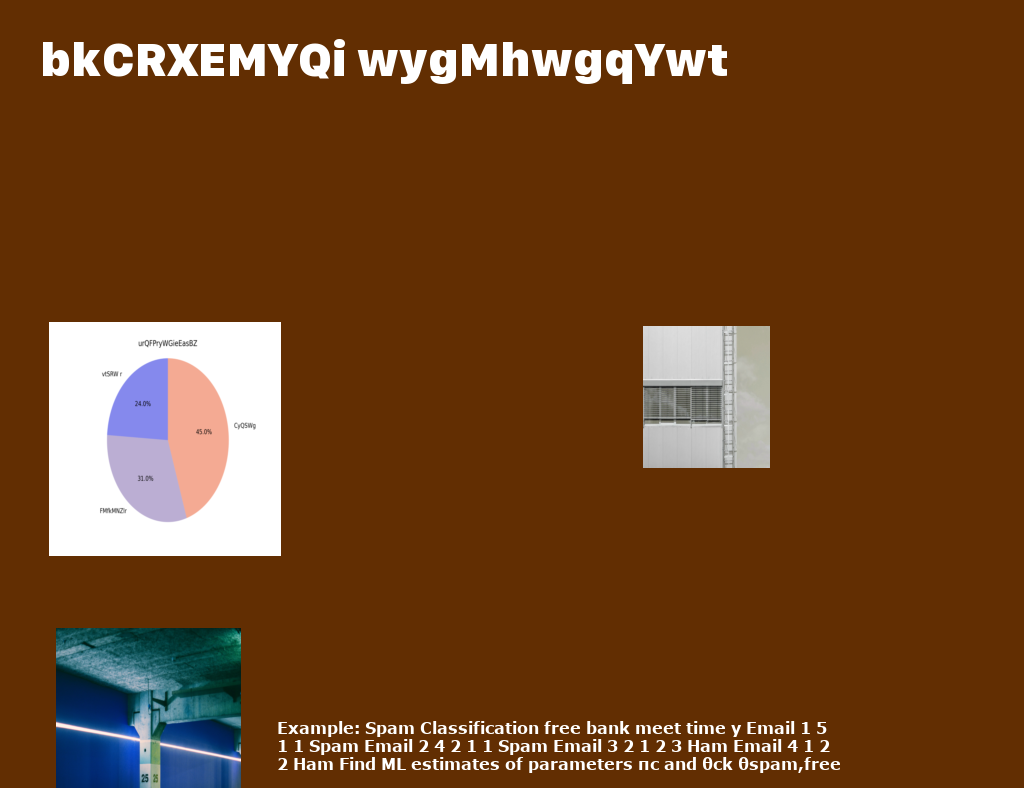 bkCRXEMYQi wygMhwgqYwt
urQFPryWGieEasBZ
vtSRW r
24.0%
CyQSWg
45.0%
31.0%
FMfkMNZlr
25
Example: Spam Classification free bank meet time y Email 1 5
1 1 Spam Email 2 4 2 1 1 Spam Email 3 2 1 2 3 Ham Email 4 1 2
2 Ham Find ML estimates of parameters πc and θck θspam,free